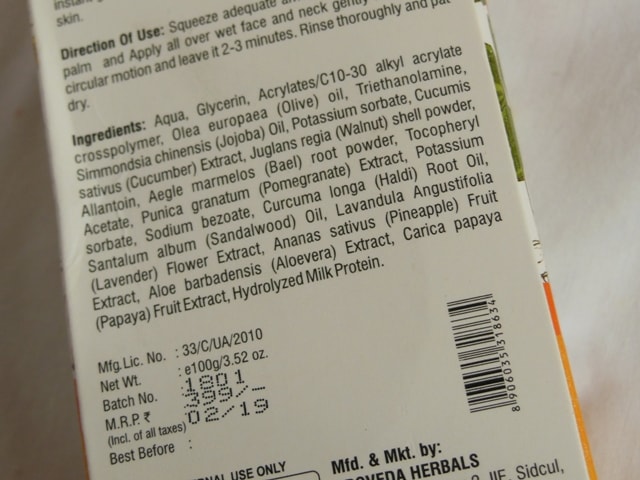 skin.
Direction Of Use: Squeeze adequate
palm and Apply all over wet face and neck gently
circular motion and leave it 2-3 minutes. Rinse thoroughly and pat
dry.
Ingredients: Aqua, Glycerin, Acrylates/C10-30 alkyl acrylate
crosspolymer, Olea europaea (Olive) oil, Triethanolamine,
Simmondsia chinensis (Jojoba) Oil, Potassium sorbate, Cucumis
sativus (Cucumber) Extract, Juglans regia (Walnut) shell powder,
Allantoin, Aegle marmelos (Bael) root powder, Tocopheryl
Acetate, Punica granatum (Pomegranate) Extract, Potassium
sorbate, Sodium bezoate, Curcuma longa (Haldi) Root Oil,
Santalum album (Sandalwood) Oil, Lavandula Angustifolia
(Lavender) Flower Extract, Ananas sativus (Pineapple) Fruit
Extract, Aloe barbadensis (Aloevera) Extract, Carica papaya
(Papaya) Fruit Extract, Hydrolyzed Milk Protein.
Mfg.Lic. No. : 33/C/UA/2010
Net Wt. : e100g/3.52 oz.
Batch No. : 1801
M.R.P. ₹ : 399/_
(Incl. of all taxes) 02/19
Best Before :
8906035318634
NAL USE ONLY
Mfd. & Mkt. by:
VEDA HERBALS
IIE, Sidcul,